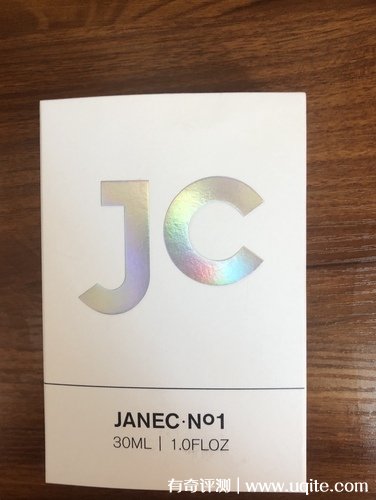 JC
JANEC·Nº1
30ML | 1.0FLOZ
有奇评测 | www.uqite.com